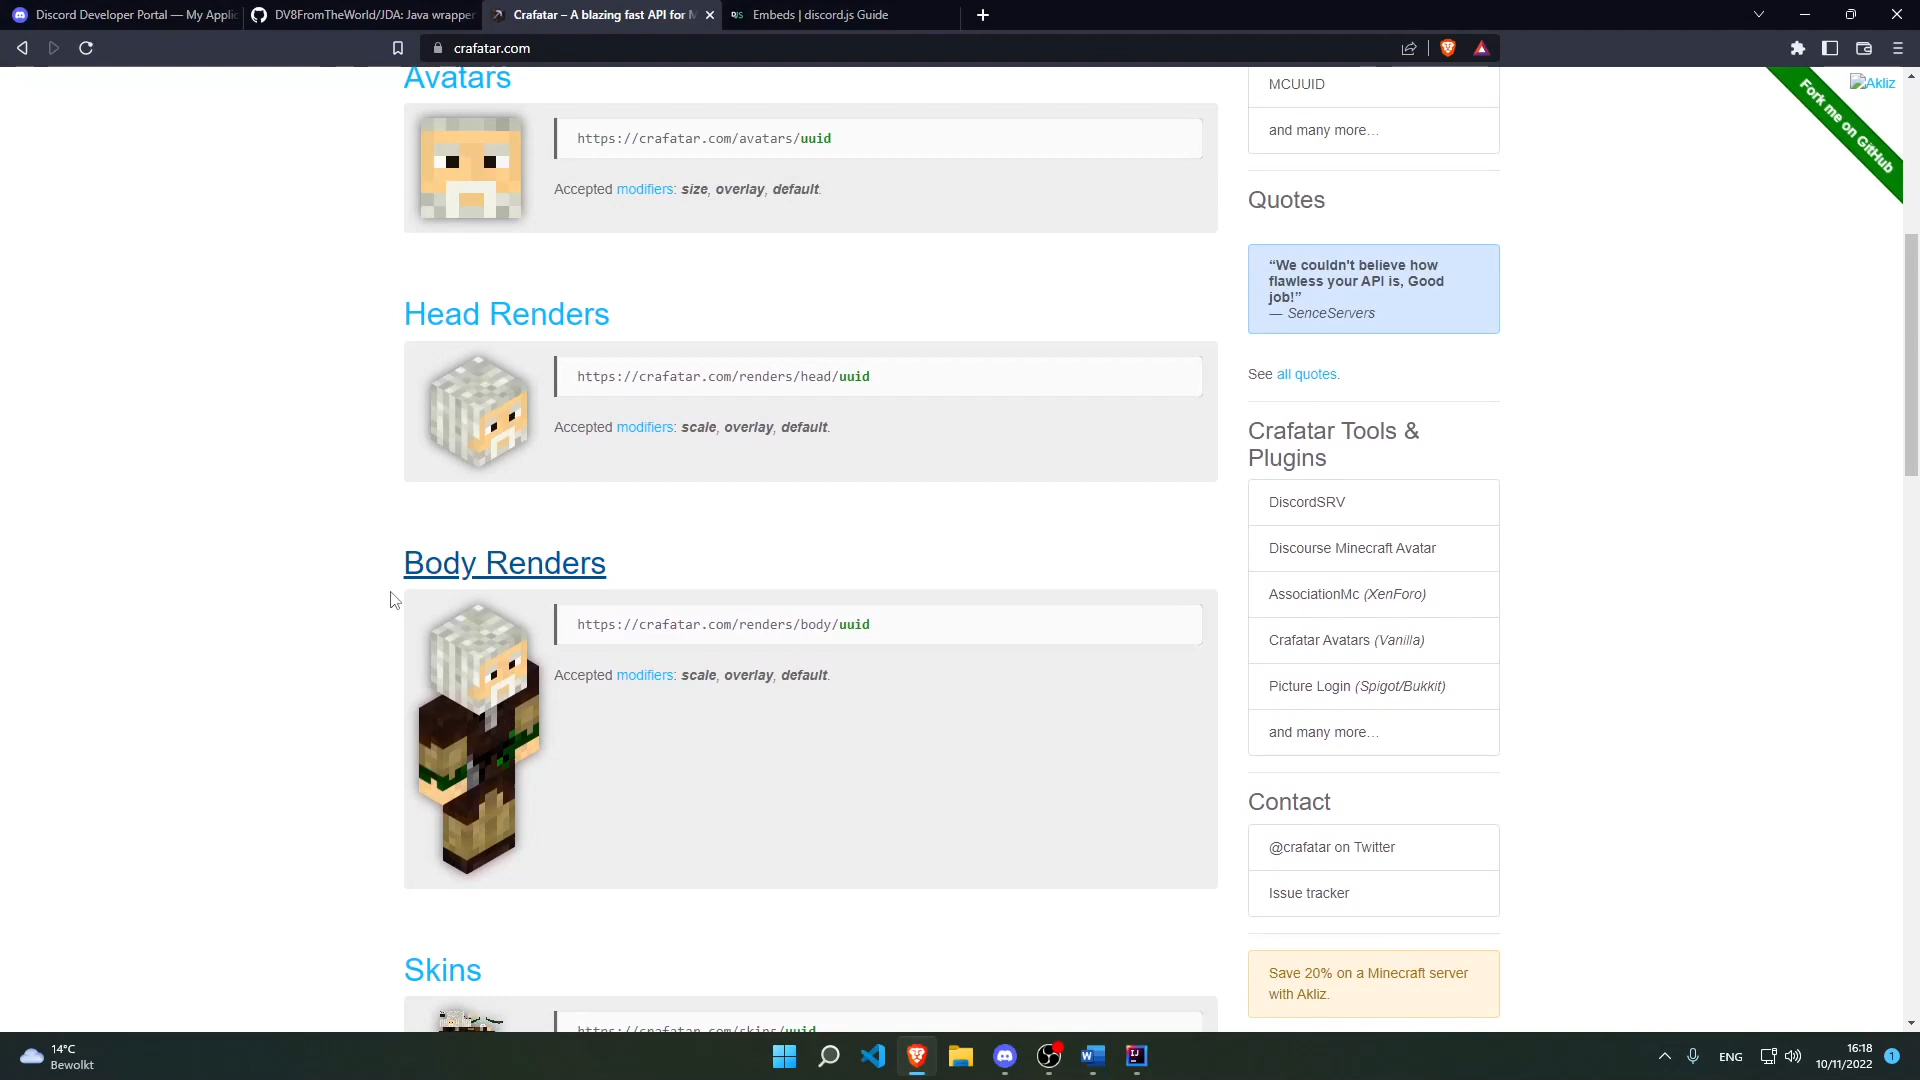 Discord Developer Portal — My Applic
DV8FromTheWorld/JDA: Java wrapper
Crafatar – A blazing fast API for M
Embeds | discord.js Guide
crafatar.com
Avatars
https://crafatar.com/avatars/uuid
Accepted modifiers: size, overlay, default.
Head Renders
https://crafatar.com/renders/head/uuid
Accepted modifiers: scale, overlay, default.
Body Renders
https://crafatar.com/renders/body/uuid
Accepted modifiers: scale, overlay, default.
Skins
https://crafatar.com/skins/uuid
MCUUID
and many more…
Quotes
“We couldn't believe how
flawless your API is, Good
job!”
— SenceServers
See all quotes.
Crafatar Tools &
Plugins
DiscordSRV
Discourse Minecraft Avatar
AssociationMc (XenForo)
Crafatar Avatars (Vanilla)
Picture Login (Spigot/Bukkit)
and many more…
Contact
@crafatar on Twitter
Issue tracker
Save 20% on a Minecraft server
with Akliz.
Akliz
Fork me on GitHub
14°C
Bewolkt
ENG
16:18
10/11/2022
1